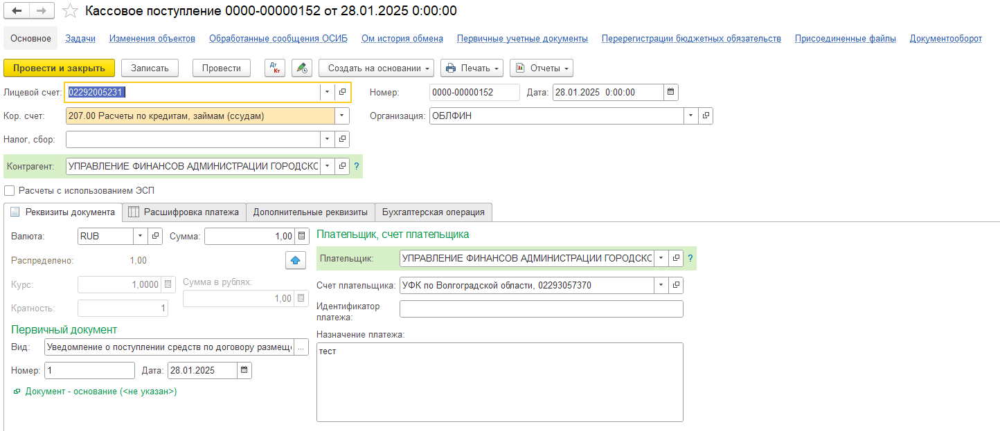 Кассовое поступление 0000-00000152 от 28.01.2025 0:00:00
Основное Задачи Изменения объектов Обработанные сообщения ОСИБ Ом история обмена Первичные учетные документы Перерегистрации бюджетных обязательств Присоединенные файлы Документооборот
Провести и закрыть Записать Провести Дт Кт Создать на основании Печать Отчеты
Лицевой счет: 02292005231 Номер: 0000-00000152 Дата: 28.01.2025 0:00:00
Кор. счет: 207.00 Расчеты по кредитам, займам (ссудам) Организация: ОБЛФИН
Налог, сбор:
Контрагент: УПРАВЛЕНИЕ ФИНАНСОВ АДМИНИСТРАЦИИ ГОРОДСКО ?
Расчеты с использованием ЭСП
Реквизиты документа Расшифровка платежа Дополнительные реквизиты Бухгалтерская операция
Валюта: RUB Сумма: 1,00 Плательщик, счет плательщика
Распределено: 1,00 Плательщик: УПРАВЛЕНИЕ ФИНАНСОВ АДМИНИСТРАЦИИ ГОРОДСКО ?
Курс: 1,0000 Сумма в рублях: 1,00 Счет плательщика: УФК по Волгоградской области, 02293057370
Кратность: 1 Идентификатор платежа:
Первичный документ Назначение платежа:
Вид: Уведомление о поступлении средств по договору размещ ... тест
Номер: 1 Дата: 28.01.2025
Документ - основание (<не указан>)